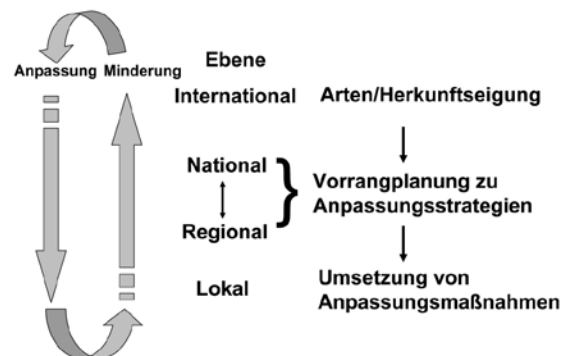 Ebene
Anpassung Minderung
International
Arten/Herkunftseigung
National
Vorrangplanung zu
Anpassungsstrategien
Regional
Lokal
Umsetzung von
Anpassungsmaßnahmen